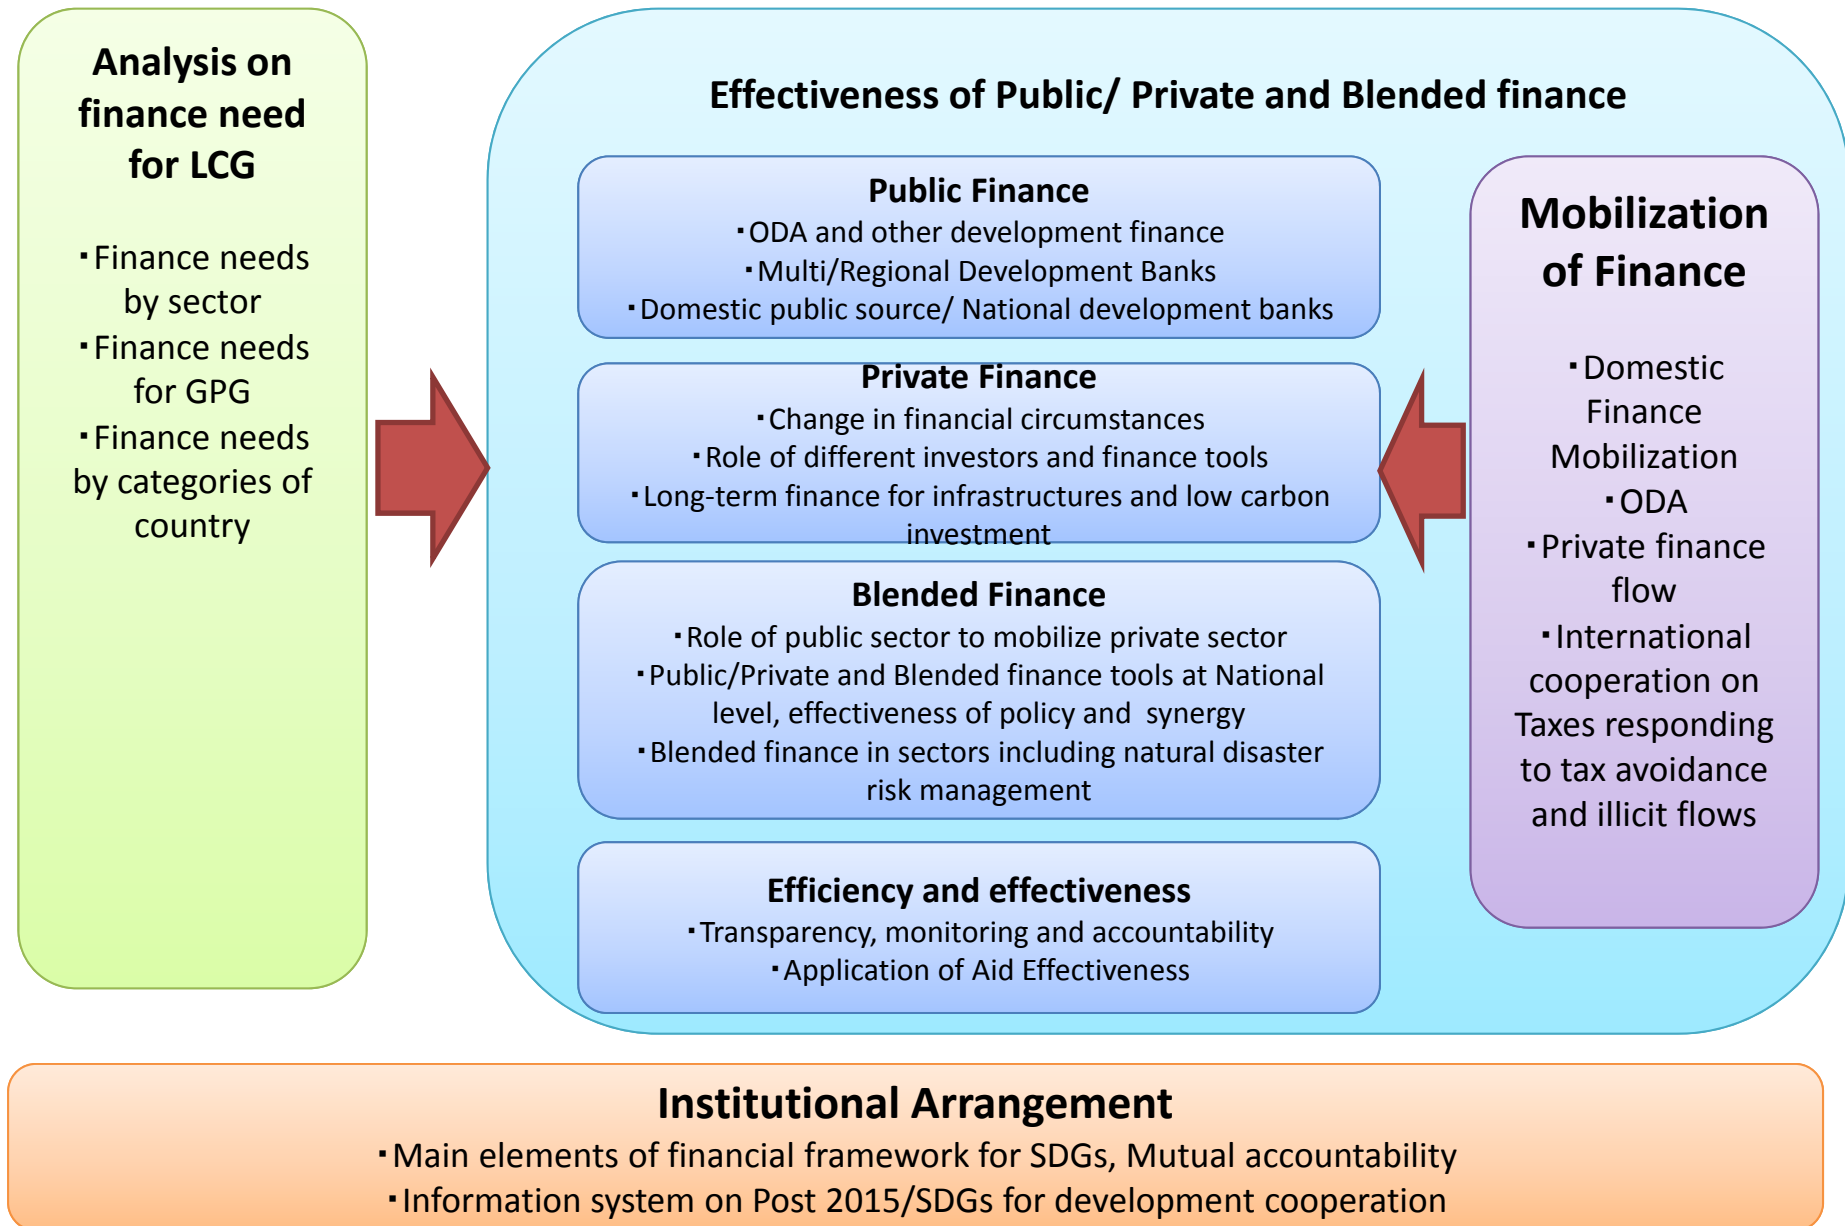 Analysis on
finance need
for LCG
▪Finance needs
by sector
▪Finance needs
for GPG
▪Finance needs
by categories of
country
Effectiveness of Public/ Private and Blended finance
Public Finance
▪ODA and other development finance
▪Multi/Regional Development Banks
▪Domestic public source/ National development banks
Private Finance
▪Change in financial circumstances
▪Role of different investors and finance tools
▪Long-term finance for infrastructures and low carbon
investment
Blended Finance
▪Role of public sector to mobilize private sector
▪Public/Private and Blended finance tools at National
level, effectiveness of policy and synergy
▪Blended finance in sectors including natural disaster
risk management
Efficiency and effectiveness
▪Transparency, monitoring and accountability
▪Application of Aid Effectiveness
Mobilization
of Finance
▪Domestic
Finance
Mobilization
▪ODA
▪Private finance
flow
▪International
cooperation on
Taxes responding
to tax avoidance
and illicit flows
Institutional Arrangement
▪Main elements of financial framework for SDGs, Mutual accountability
▪Information system on Post 2015/SDGs for development cooperation